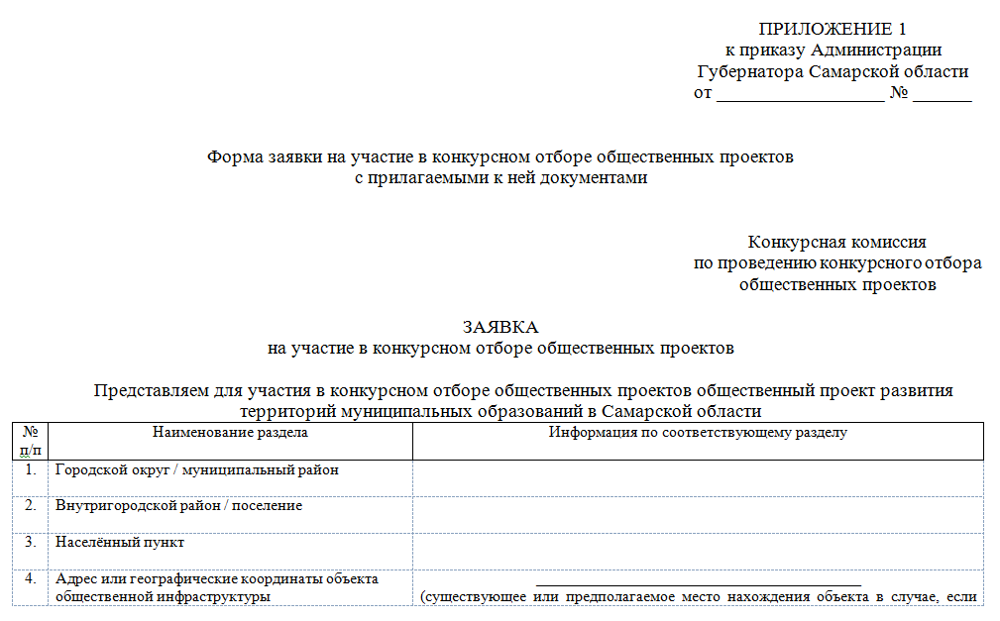 ПРИЛОЖЕНИЕ 1
к приказу Администрации
Губернатора Самарской области
от ___________________ № _______
Форма заявки на участие в конкурсном отборе общественных проектов
с прилагаемыми к ней документами
Конкурсная комиссия
по проведению конкурсного отбора
общественных проектов
ЗАЯВКА
на участие в конкурсном отборе общественных проектов
Представляем для участия в конкурсном отборе общественных проектов общественный проект развития
территорий муниципальных образований в Самарской области
№ п/п Наименование раздела Информация по соответствующему разделу
1. Городской округ / муниципальный район
2. Внутригородской район / поселение
3. Населённый пункт
4. Адрес или географические координаты объекта
общественной инфраструктуры
_________________________________________
(существующее или предполагаемое место нахождения объекта в случае, если